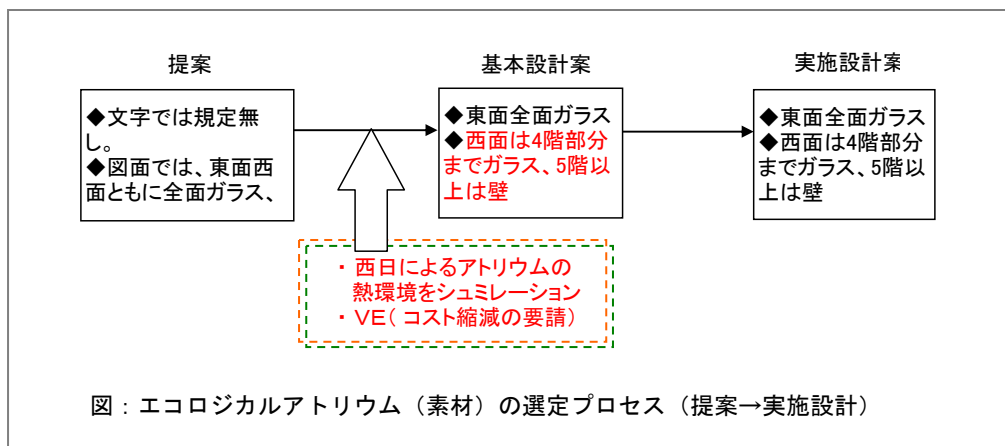 提案
◆文字では規定無
し。
◆図面では、東面西
面ともに全面ガラス、
基本設計案
◆東面全面ガラス
◆西面は4階部分
までガラス、5階以
上は壁
実施設計案
◆東面全面ガラス
◆西面は4階部分
までガラス、5階以
上は壁
・ 西日によるアトリウムの
熱環境をシュミレーション
・ VE( コスト縮減の要請)
図：エコロジカルアトリウム（素材）の選定プロセス（提案→実施設計）